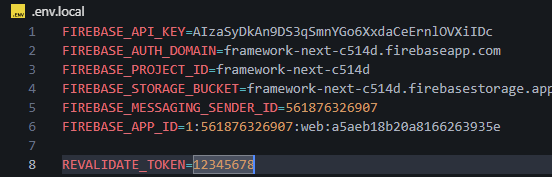 .ENV .env.local
1 FIREBASE_API_KEY=AIzaSyDkAn9DS3qSmnYGo6XxdaCeErnlOVXiIDc
2 FIREBASE_AUTH_DOMAIN=framework-next-c514d.firebaseapp.com
3 FIREBASE_PROJECT_ID=framework-next-c514d
4 FIREBASE_STORAGE_BUCKET=framework-next-c514d.firebasestorage.app
5 FIREBASE_MESSAGING_SENDER_ID=561876326907
6 FIREBASE_APP_ID=1:561876326907:web:a5aeb18b20a8166263935e
7
8 REVALIDATE_TOKEN=12345678